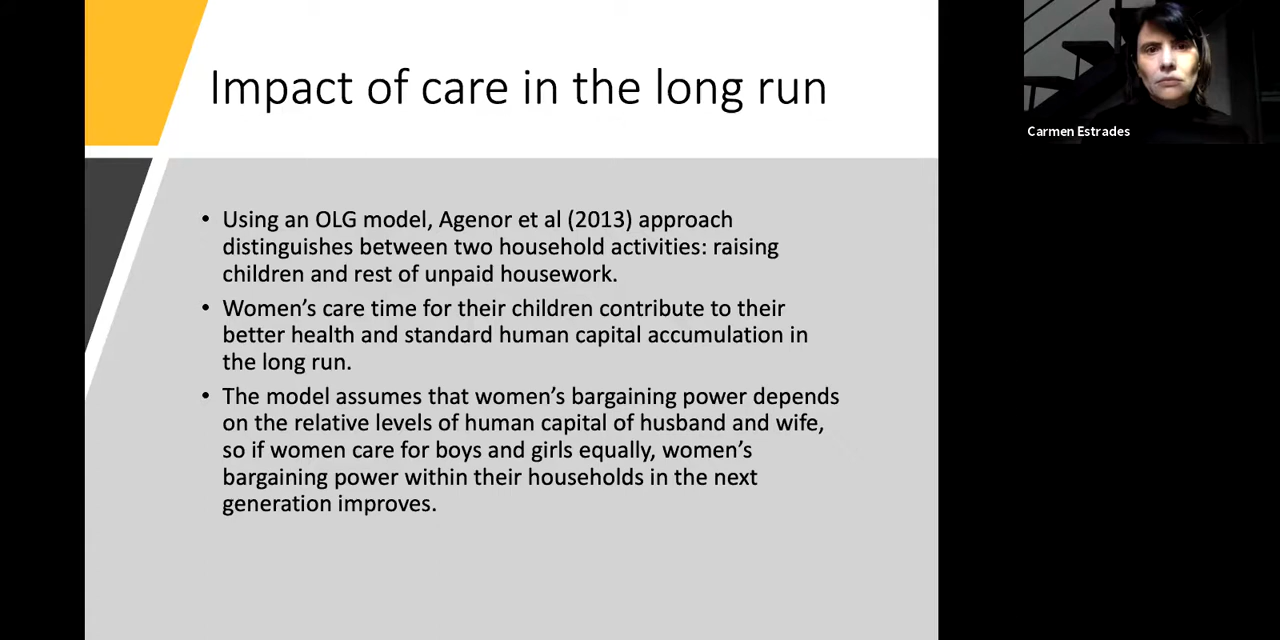 Impact of care in the long run
Carmen Estrades
• Using an OLG model, Agenor et al (2013) approach
distinguishes between two household activities: raising
children and rest of unpaid housework.
• Women’s care time for their children contribute to their
better health and standard human capital accumulation in
the long run.
• The model assumes that women’s bargaining power depends
on the relative levels of human capital of husband and wife,
so if women care for boys and girls equally, women’s
bargaining power within their households in the next
generation improves.